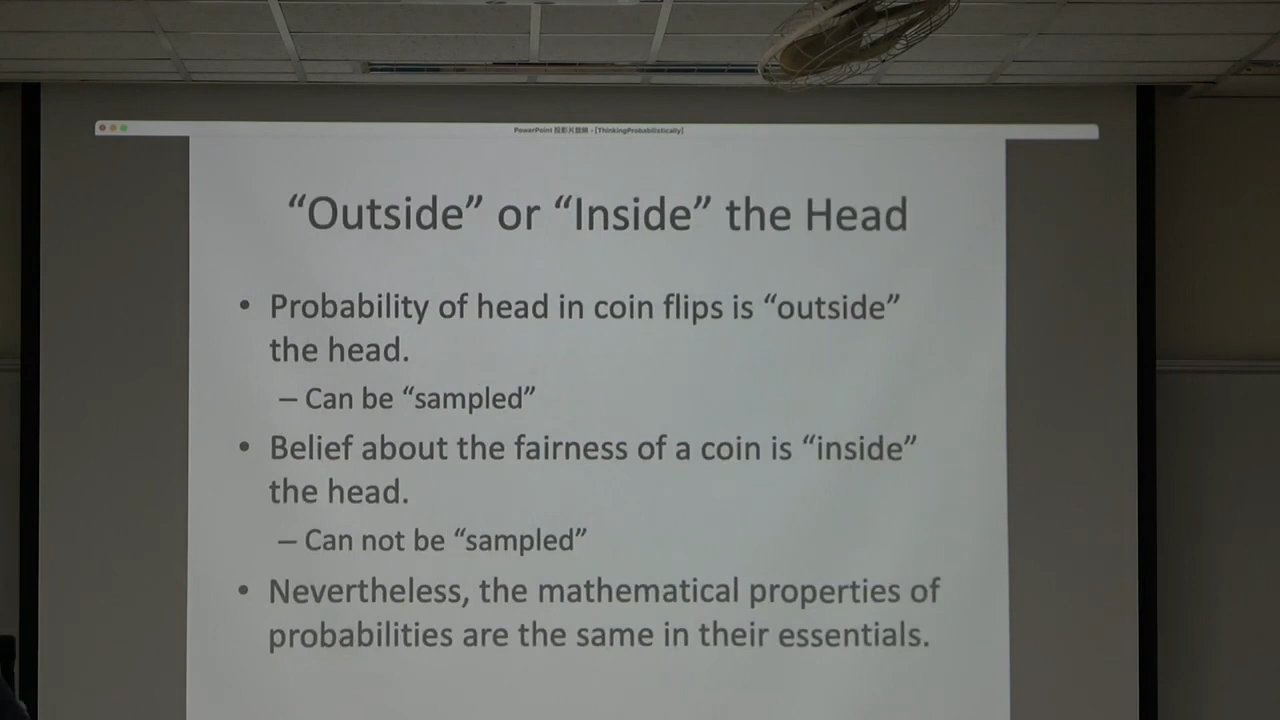 PowerPoint 投影片放映 - [ThinkingProbabilistically]
“Outside” or “Inside” the Head
• Probability of head in coin flips is “outside”
the head.
– Can be “sampled”
• Belief about the fairness of a coin is “inside”
the head.
– Can not be “sampled”
• Nevertheless, the mathematical properties of
probabilities are the same in their essentials.